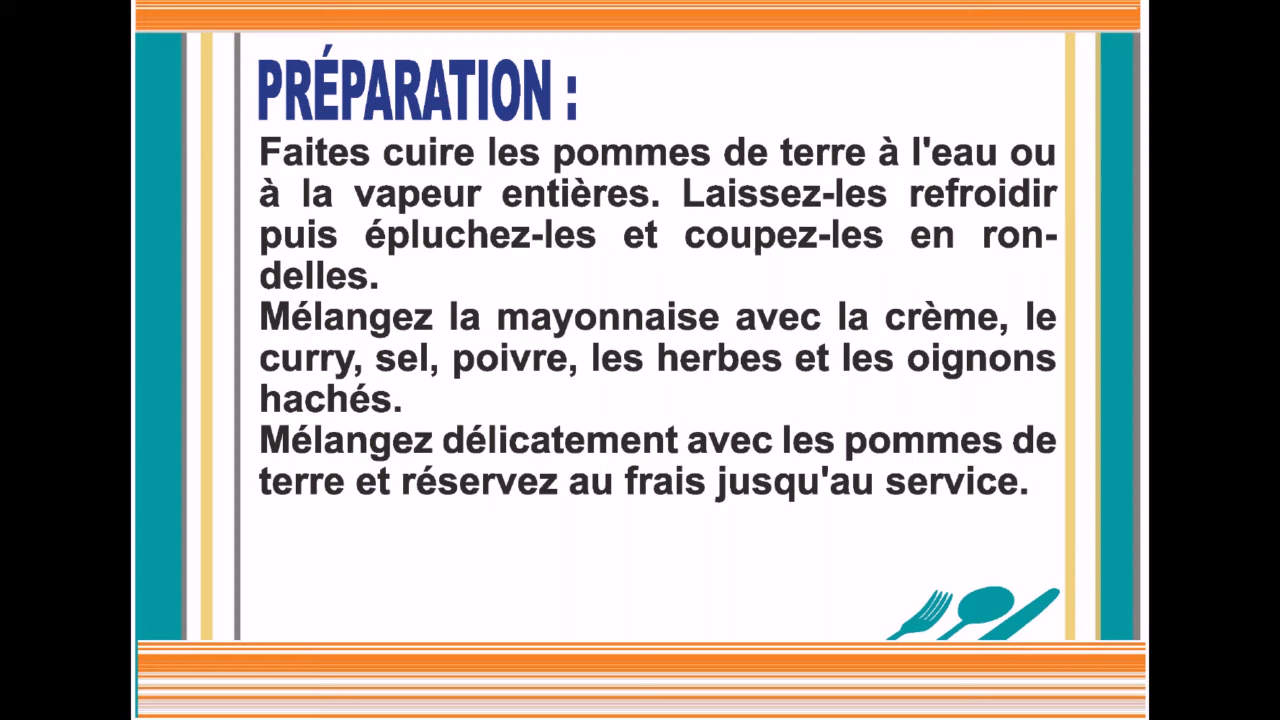 PRÉPARATION :
Faites cuire les pommes de terre à l'eau ou
à la vapeur entières. Laissez-les refroidir
puis épluchez-les et coupez-les en ron-
delles.
Mélangez la mayonnaise avec la crème, le
curry, sel, poivre, les herbes et les oignons
hachés.
Mélangez délicatement avec les pommes de
terre et réservez au frais jusqu'au service.